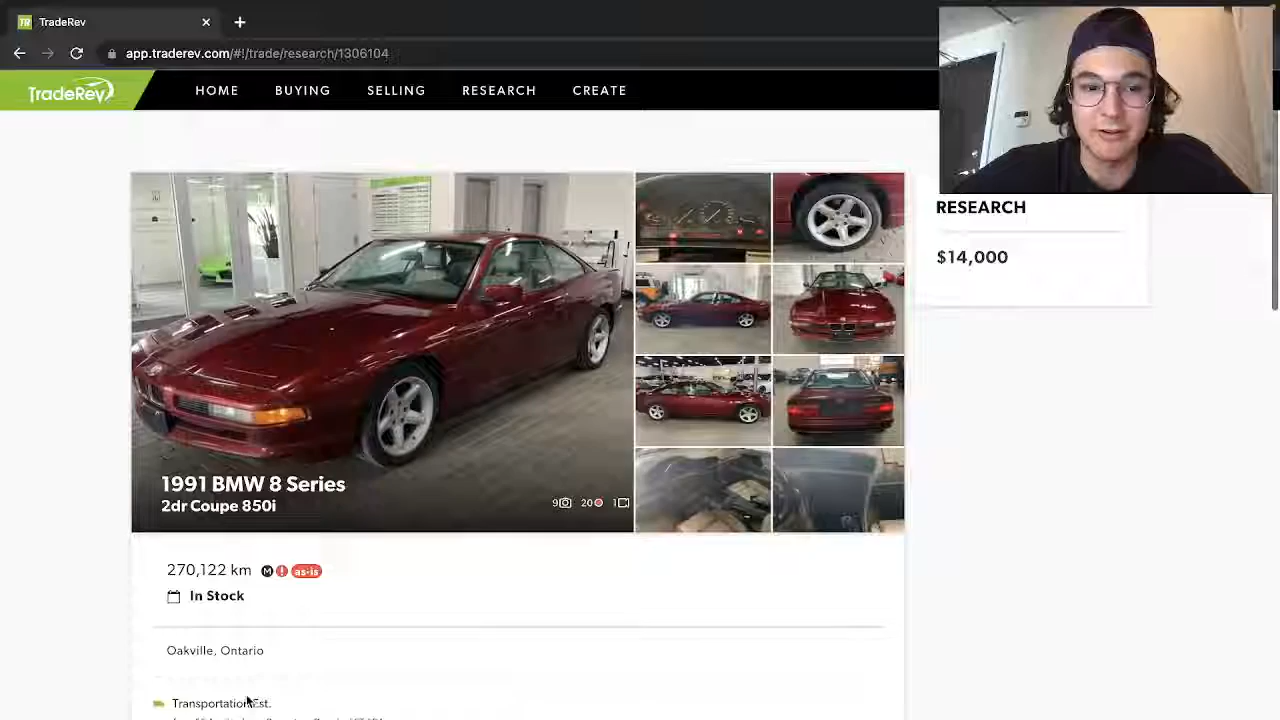 TR TradeRev
app.traderev.com/#!/trade/research/1306104
TradeRev
HOME
BUYING
SELLING
RESEARCH
CREATE
RESEARCH
$14,000
1991 BMW 8 Series
2dr Coupe 850i
9
20
1
270,122 km M ! as-is
In Stock
Oakville, Ontario
Transportation Est.